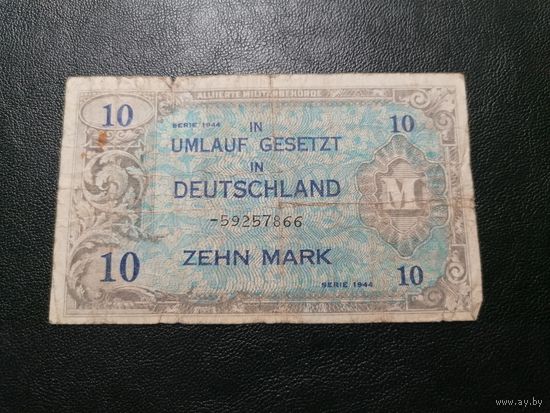 ALLIIERTE MILITÄRBEHÖRDE
10 SERIE 1944 IN 10
UMLAUF GESETZT
IN
DEUTSCHLAND
M
-59257866
10 ZEHN MARK 10
SERIE 1944
www.ay.by